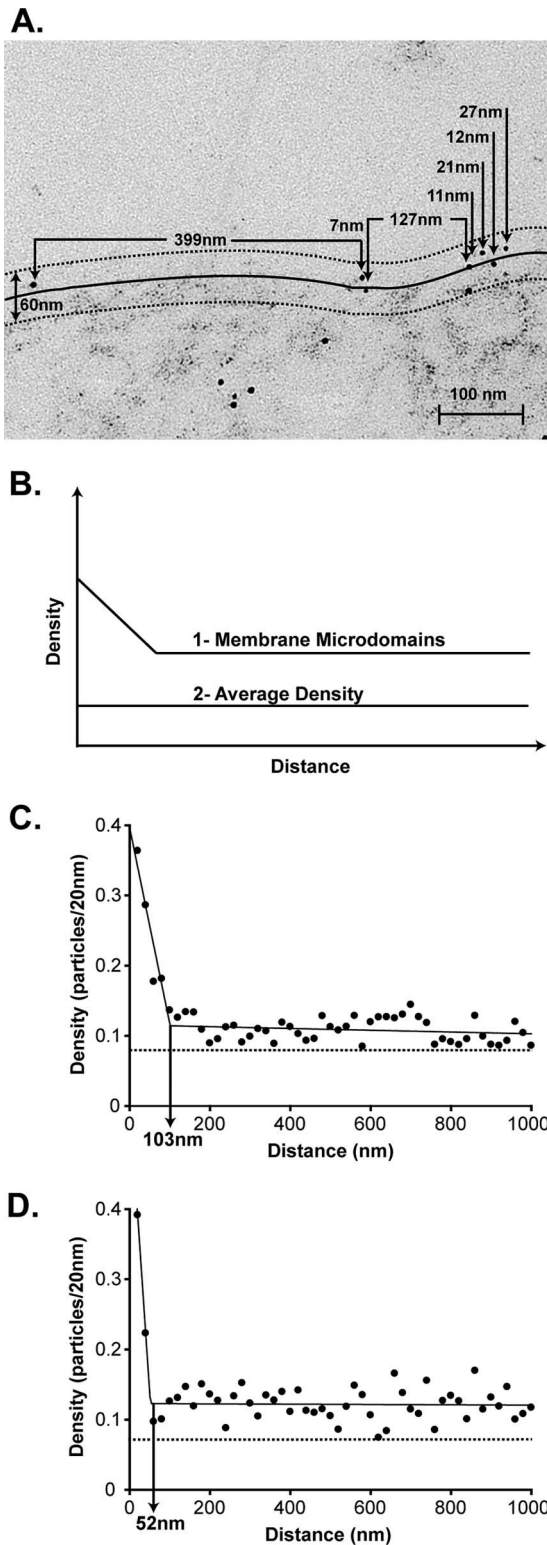 A.
27nm
12nm
21nm
11nm
7nm
127nm
399nm
60nm
100 nm
B.
Density
1- Membrane Microdomains
2- Average Density
Distance
C.
Density (particles/20nm)
0.4
0.3
0.2
0.1
0
0 200 400 600 800 1000
103nm
Distance (nm)
D.
Density (particles/20nm)
0.4
0.3
0.2
0.1
0
0 200 400 600 800 1000
52nm
Distance (nm)